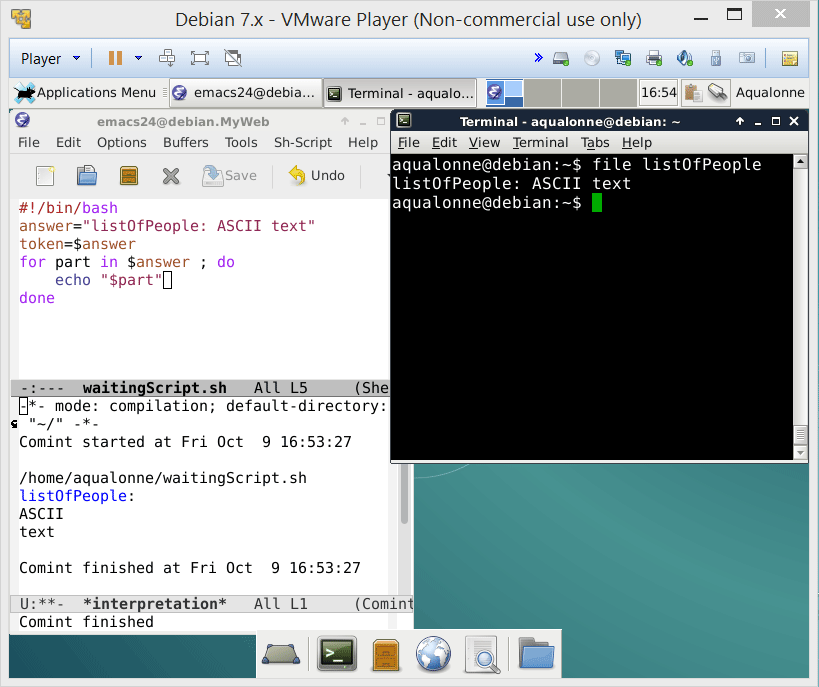 Debian 7.x - VMware Player (Non-commercial use only)
Player
Applications Menu
emacs24@debia...
Terminal - aqualo...
16:54
Aqualonne
emacs24@debian.MyWeb
File Edit Options Buffers Tools Sh-Script Help
Save
Undo
#!/bin/bash
answer="listOfPeople: ASCII text"
token=$answer
for part in $answer ; do
    echo "$part"
done
-:--- waitingScript.sh All L5 (She
-*- mode: compilation; default-directory:
"~/" -*-
Comint started at Fri Oct  9 16:53:27
/home/aqualonne/waitingScript.sh
listOfPeople:
ASCII
text
Comint finished at Fri Oct  9 16:53:27
U:**- *interpretation* All L1 (Comint
Comint finished
Terminal - aqualonne@debian: ~
File Edit View Terminal Tabs Help
aqualonne@debian:~$ file listOfPeople
listOfPeople: ASCII text
aqualonne@debian:~$